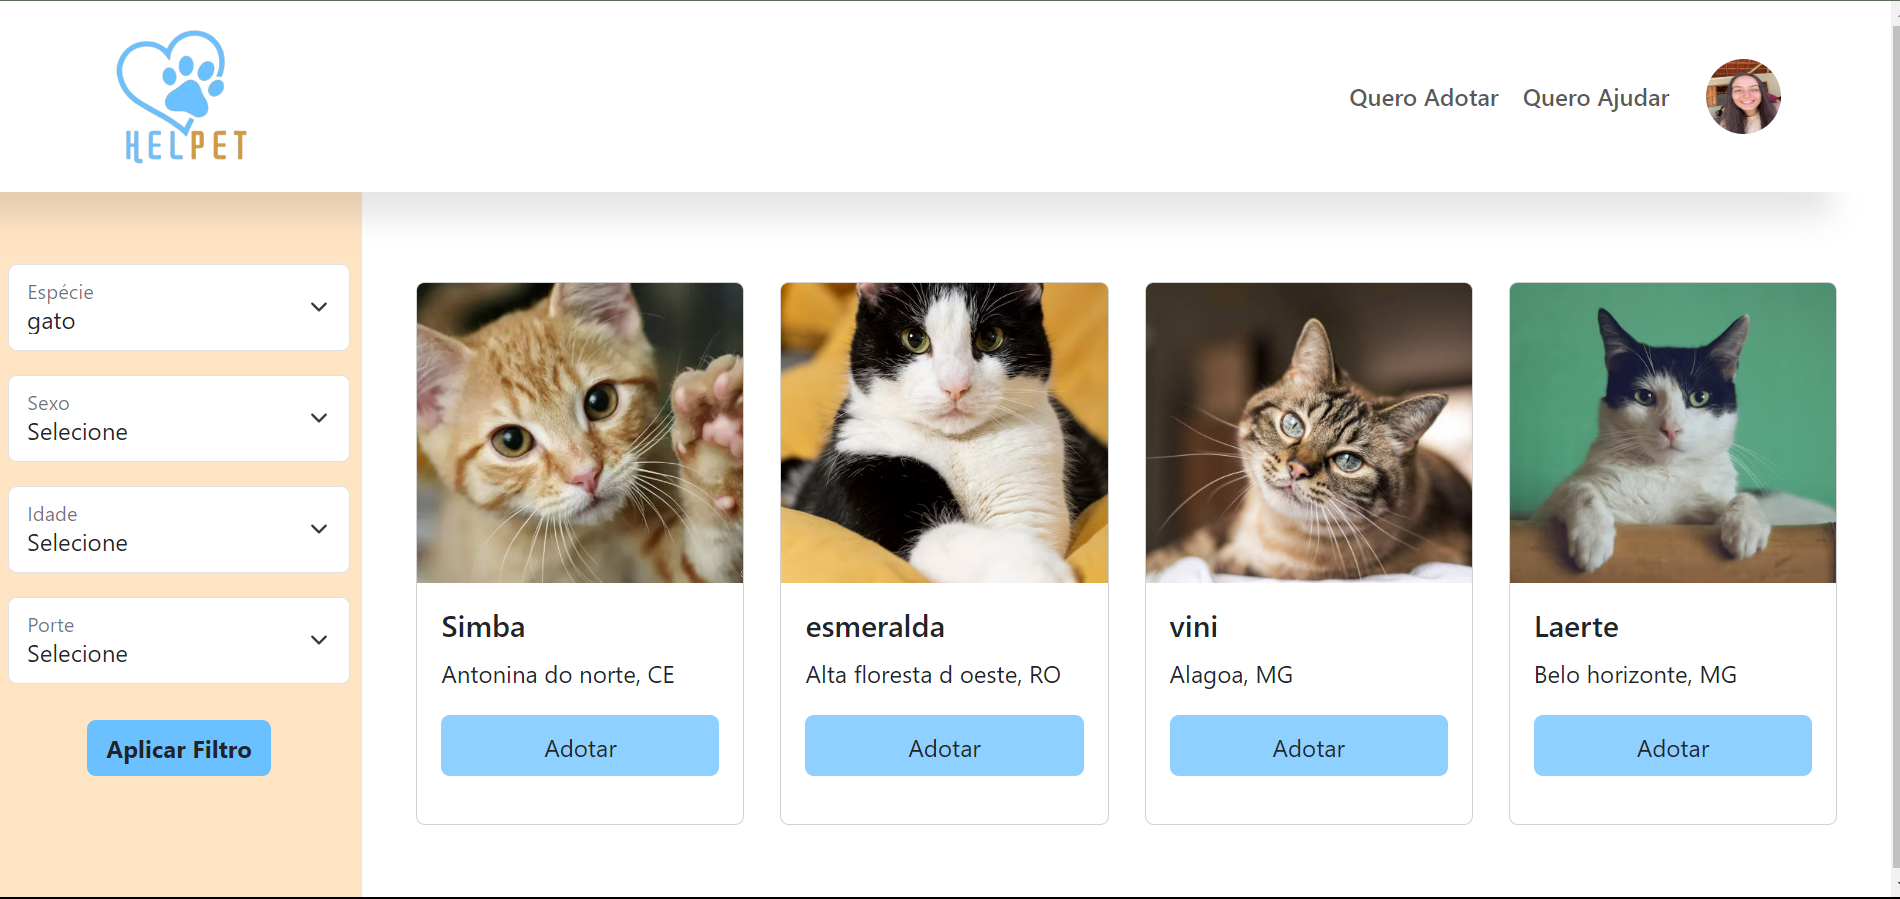 HELPET
Quero Adotar
Quero Ajudar
Espécie
gato
Sexo
Selecione
Idade
Selecione
Porte
Selecione
Aplicar Filtro
Simba
Antonina do norte, CE
Adotar
esmeralda
Alta floresta d oeste, RO
Adotar
vini
Alagoa, MG
Adotar
Laerte
Belo horizonte, MG
Adotar